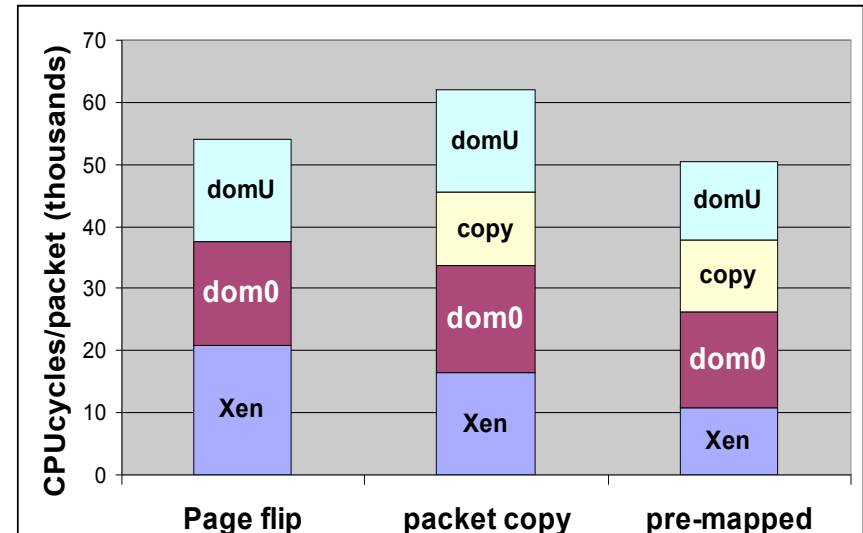 CPUcycles/packet (thousands)
70
60
50
40
30
20
10
0
domU
dom0
Xen
domU
copy
dom0
Xen
domU
copy
dom0
Xen
Page flip
packet copy
pre-mapped